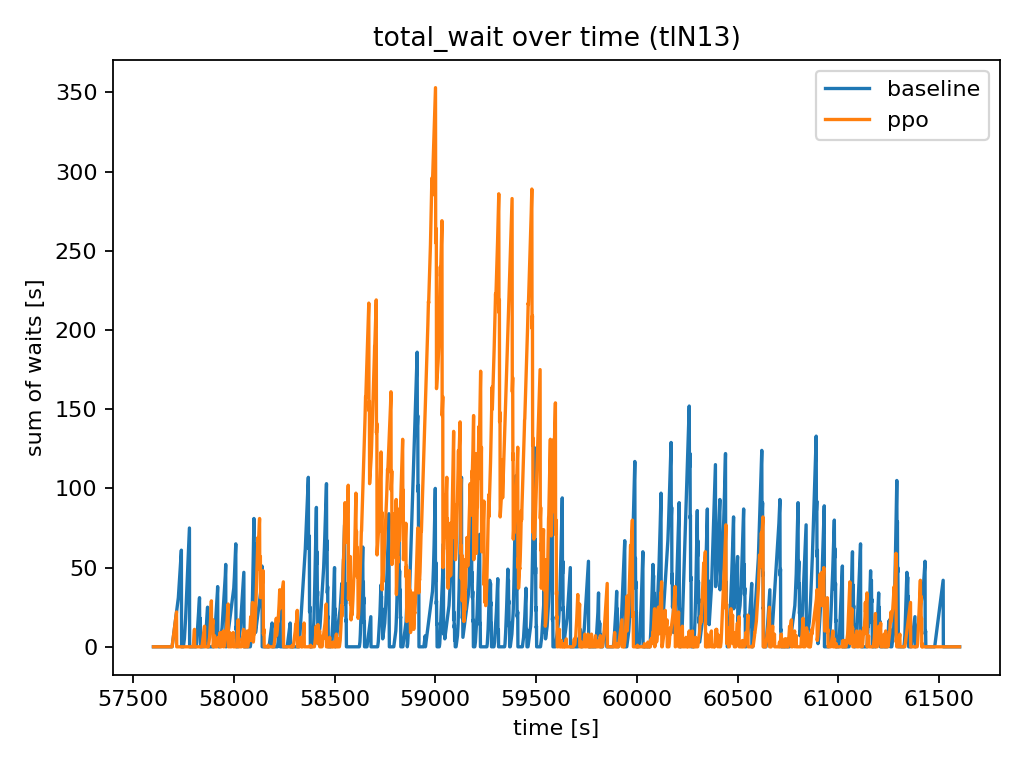 total_wait over time (tlN13)
baseline
ppo
sum of waits [s]
350
300
250
200
150
100
50
0
57500 58000 58500 59000 59500 60000 60500 61000 61500
time [s]